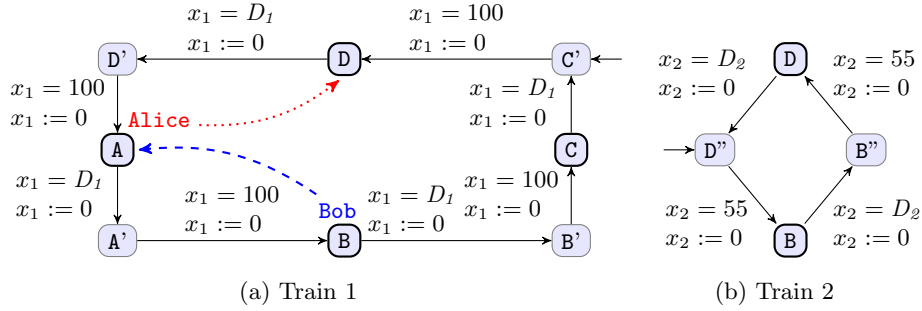 x₁ = D₁
x₁ := 0
x₁ = 100
x₁ := 0
D'
D
C'
x₁ = 100
x₁ := 0
Alice
x₁ = D₁
x₁ := 0
A
C
x₁ = D₁
x₁ := 0
x₁ = 100
x₁ := 0
Bob
x₁ = D₁
x₁ := 0
x₁ = 100
x₁ := 0
A'
B
B'
(a) Train 1
x₂ = D₂
x₂ := 0
D
x₂ = 55
x₂ := 0
D"
B"
x₂ = 55
x₂ := 0
B
x₂ = D₂
x₂ := 0
(b) Train 2